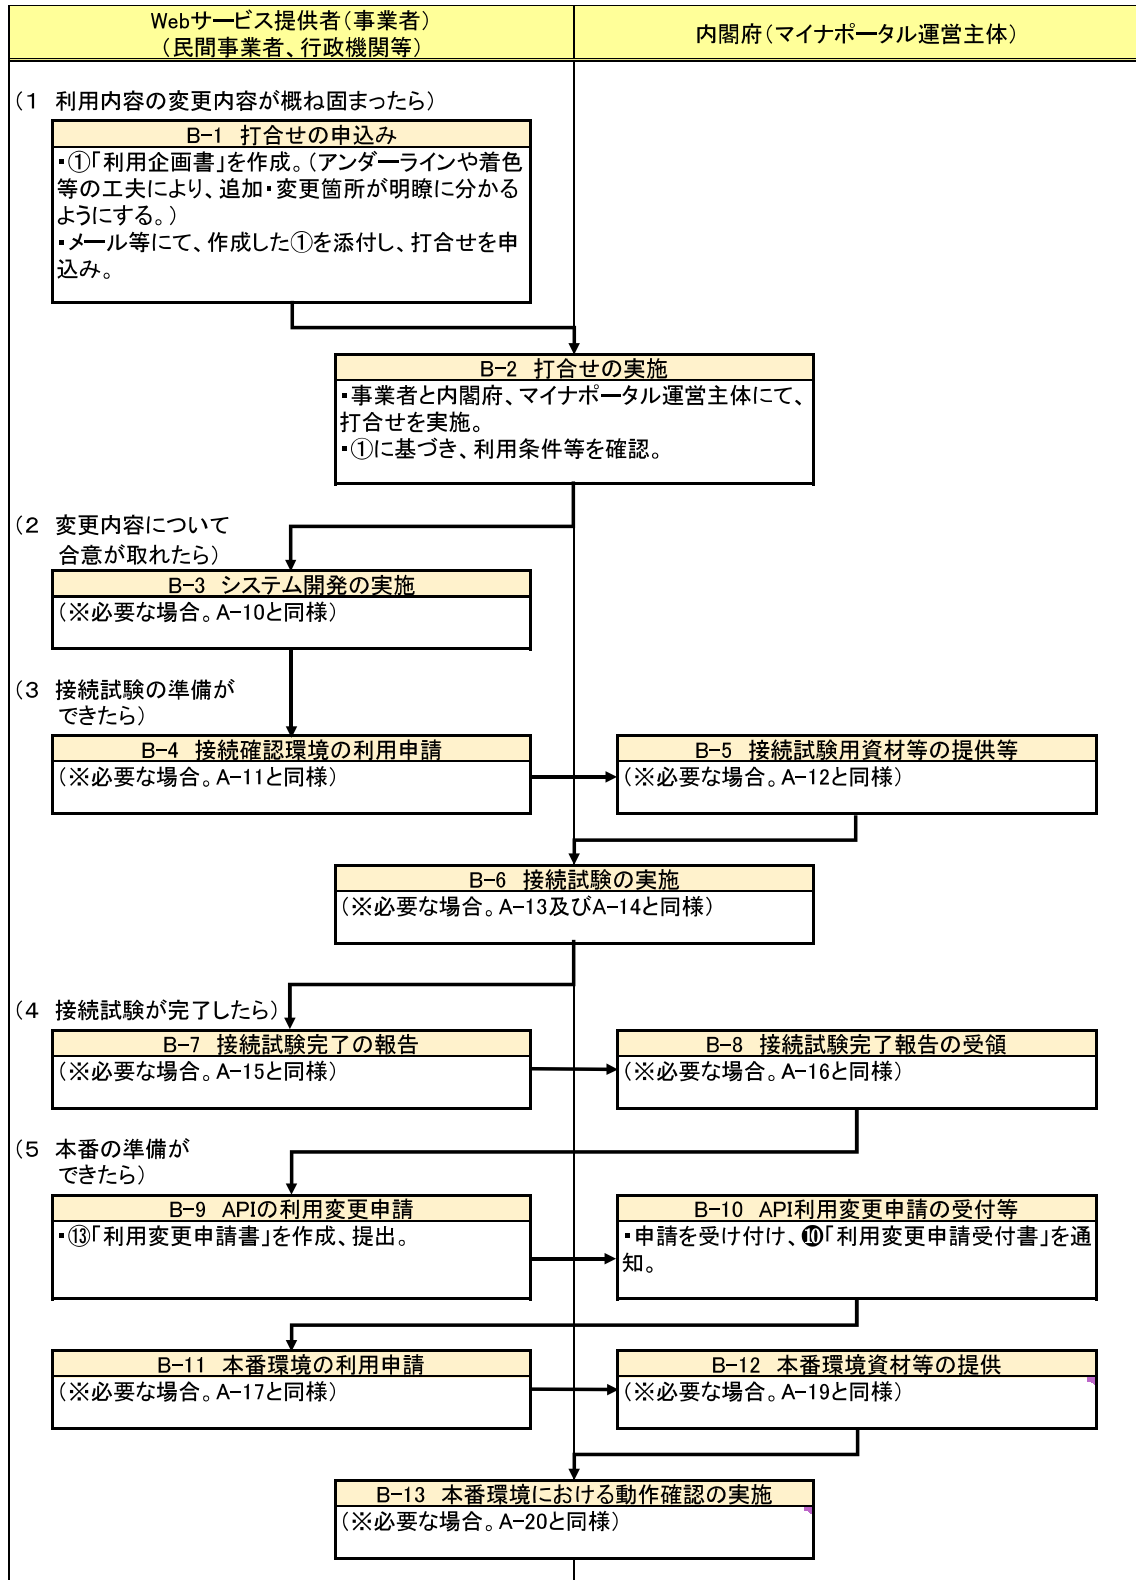 Webサービス提供者（事業者）
（民間事業者、行政機関等）
内閣府（マイナポータル運営主体）
（１　利用内容の変更内容が概ね固まったら）
B-1　打合せの申込み
・①「利用企画書」を作成。（アンダーラインや着色
等の工夫により、追加・変更箇所が明瞭に分かる
ようにする。）
・メール等にて、作成した①を添付し、打合せを申
込み。
B-2　打合せの実施
・事業者と内閣府、マイナポータル運営主体にて、
打合せを実施。
・①に基づき、利用条件等を確認。
（２　変更内容について
合意が取れたら）
B-3　システム開発の実施
（※必要な場合。A-10と同様）
（３　接続試験の準備が
できたら）
B-4　接続確認環境の利用申請
（※必要な場合。A-11と同様）
B-5　接続試験用資材等の提供等
（※必要な場合。A-12と同様）
B-6　接続試験の実施
（※必要な場合。A-13及びA-14と同様）
（４　接続試験が完了したら）
B-7　接続試験完了の報告
（※必要な場合。A-15と同様）
B-8　接続試験完了報告の受領
（※必要な場合。A-16と同様）
（５　本番の準備が
できたら）
B-9　APIの利用変更申請
・⑬「利用変更申請書」を作成、提出。
B-10　API利用変更申請の受付等
・申請を受け付け、❿「利用変更申請受付書」を通
知。
B-11　本番環境の利用申請
（※必要な場合。A-17と同様）
B-12　本番環境資材等の提供
（※必要な場合。A-19と同様）
B-13　本番環境における動作確認の実施
（※必要な場合。A-20と同様）